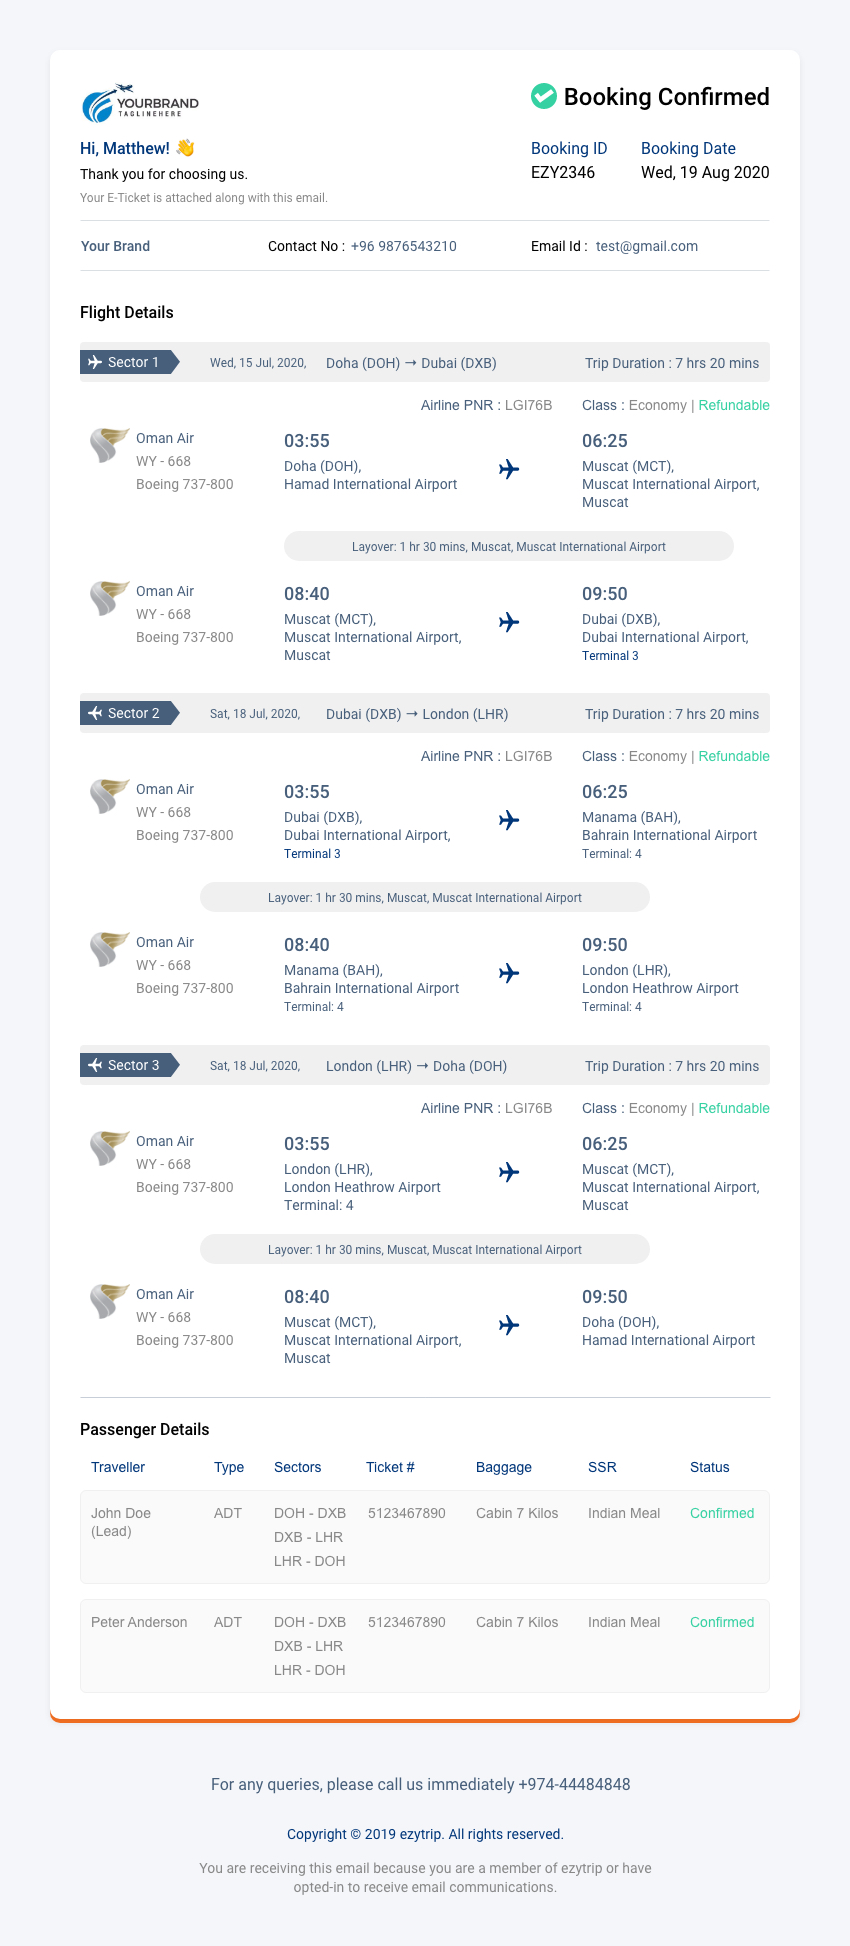 YOURBRAND
TAGLINEHERE
Booking Confirmed
Hi, Matthew! 👋
Thank you for choosing us.
Your E-Ticket is attached along with this email.
Booking ID Booking Date
EZY2346 Wed, 19 Aug 2020
Your Brand Contact No : +96 9876543210 Email Id : test@gmail.com
Flight Details
Sector 1 Wed, 15 Jul, 2020, Doha (DOH) → Dubai (DXB) Trip Duration : 7 hrs 20 mins
Airline PNR : LGI76B Class : Economy | Refundable
Oman Air
WY - 668
Boeing 737-800
03:55
Doha (DOH),
Hamad International Airport
06:25
Muscat (MCT),
Muscat International Airport,
Muscat
Layover: 1 hr 30 mins, Muscat, Muscat International Airport
Oman Air
WY - 668
Boeing 737-800
08:40
Muscat (MCT),
Muscat International Airport,
Muscat
09:50
Dubai (DXB),
Dubai International Airport,
Terminal 3
Sector 2 Sat, 18 Jul, 2020, Dubai (DXB) → London (LHR) Trip Duration : 7 hrs 20 mins
Airline PNR : LGI76B Class : Economy | Refundable
Oman Air
WY - 668
Boeing 737-800
03:55
Dubai (DXB),
Dubai International Airport,
Terminal 3
06:25
Manama (BAH),
Bahrain International Airport
Terminal: 4
Layover: 1 hr 30 mins, Muscat, Muscat International Airport
Oman Air
WY - 668
Boeing 737-800
08:40
Manama (BAH),
Bahrain International Airport
Terminal: 4
09:50
London (LHR),
London Heathrow Airport
Terminal: 4
Sector 3 Sat, 18 Jul, 2020, London (LHR) → Doha (DOH) Trip Duration : 7 hrs 20 mins
Airline PNR : LGI76B Class : Economy | Refundable
Oman Air
WY - 668
Boeing 737-800
03:55
London (LHR),
London Heathrow Airport
Terminal: 4
06:25
Muscat (MCT),
Muscat International Airport,
Muscat
Layover: 1 hr 30 mins, Muscat, Muscat International Airport
Oman Air
WY - 668
Boeing 737-800
08:40
Muscat (MCT),
Muscat International Airport,
Muscat
09:50
Doha (DOH),
Hamad International Airport
Passenger Details
Traveller Type Sectors Ticket # Baggage SSR Status
John Doe (Lead) ADT DOH - DXB 5123467890 Cabin 7 Kilos Indian Meal Confirmed
DXB - LHR
LHR - DOH
Peter Anderson ADT DOH - DXB 5123467890 Cabin 7 Kilos Indian Meal Confirmed
DXB - LHR
LHR - DOH
For any queries, please call us immediately +974-44484848
Copyright © 2019 ezytrip. All rights reserved.
You are receiving this email because you are a member of ezytrip or have
opted-in to receive email communications.